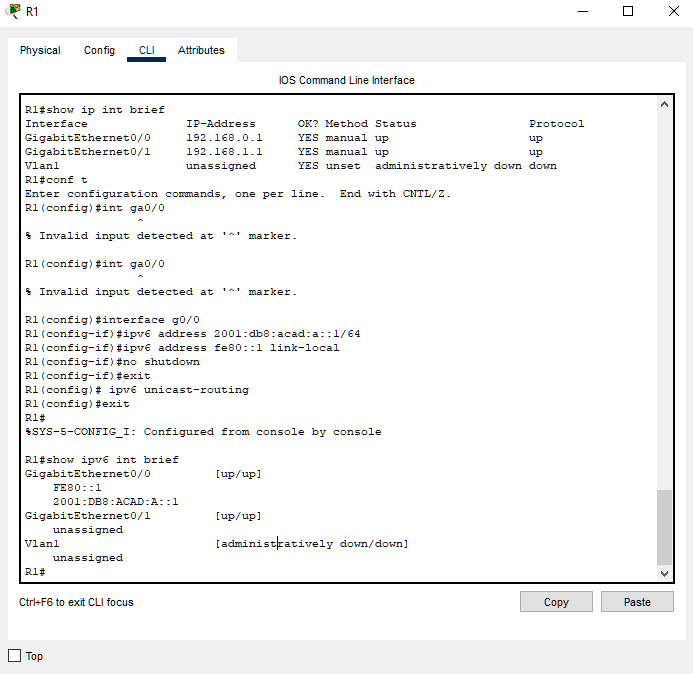 R1
Physical Config CLI Attributes
IOS Command Line Interface
R1#show ip int brief
Interface IP-Address OK? Method Status Protocol
GigabitEthernet0/0 192.168.0.1 YES manual up up
GigabitEthernet0/1 192.168.1.1 YES manual up up
Vlan1 unassigned YES unset administratively down down
R1#conf t
Enter configuration commands, one per line. End with CNTL/Z.
R1(config)#int ga0/0
^
% Invalid input detected at '^' marker.
R1(config)#int ga0/0
^
% Invalid input detected at '^' marker.
R1(config)#interface g0/0
R1(config-if)#ipv6 address 2001:db8:acad:a::1/64
R1(config-if)#ipv6 address fe80::1 link-local
R1(config-if)#no shutdown
R1(config-if)#exit
R1(config)# ipv6 unicast-routing
R1(config)#exit
R1#
%SYS-5-CONFIG_I: Configured from console by console
R1#show ipv6 int brief
GigabitEthernet0/0 [up/up]
FE80::1
2001:DB8:ACAD:A::1
GigabitEthernet0/1 [up/up]
unassigned
Vlan1 [administratively down/down]
unassigned
R1#
Ctrl+F6 to exit CLI focus
Copy Paste
Top